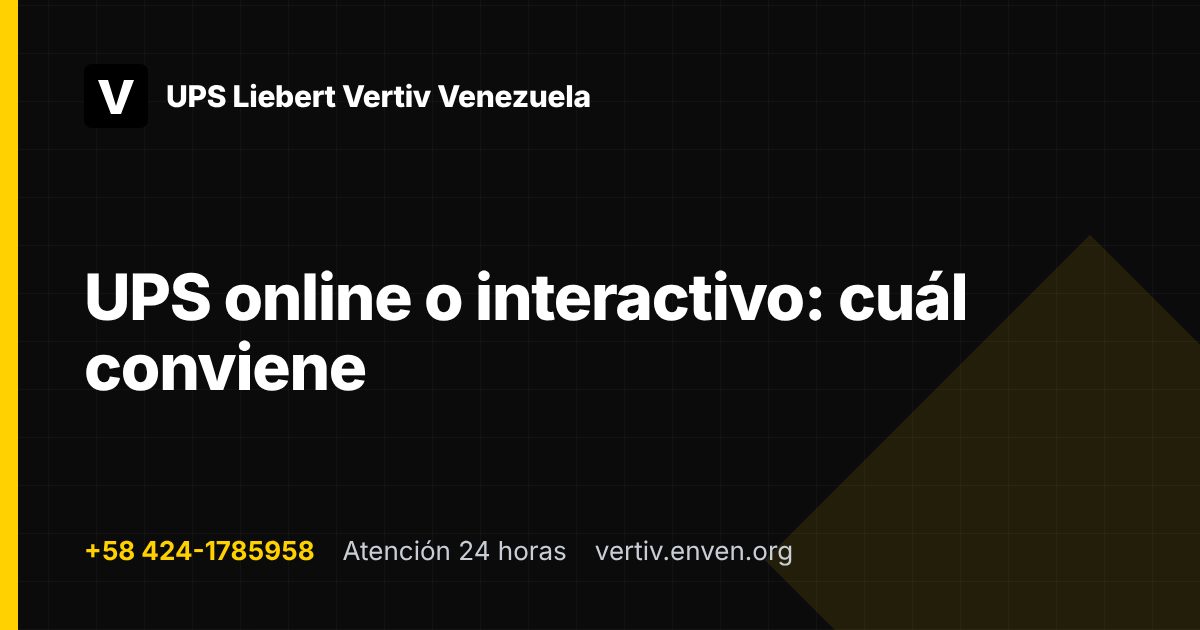 V
UPS Liebert Vertiv Venezuela
UPS online o interactivo: cuál
conviene
+58 424-1785958 Atención 24 horas vertiv.enven.org